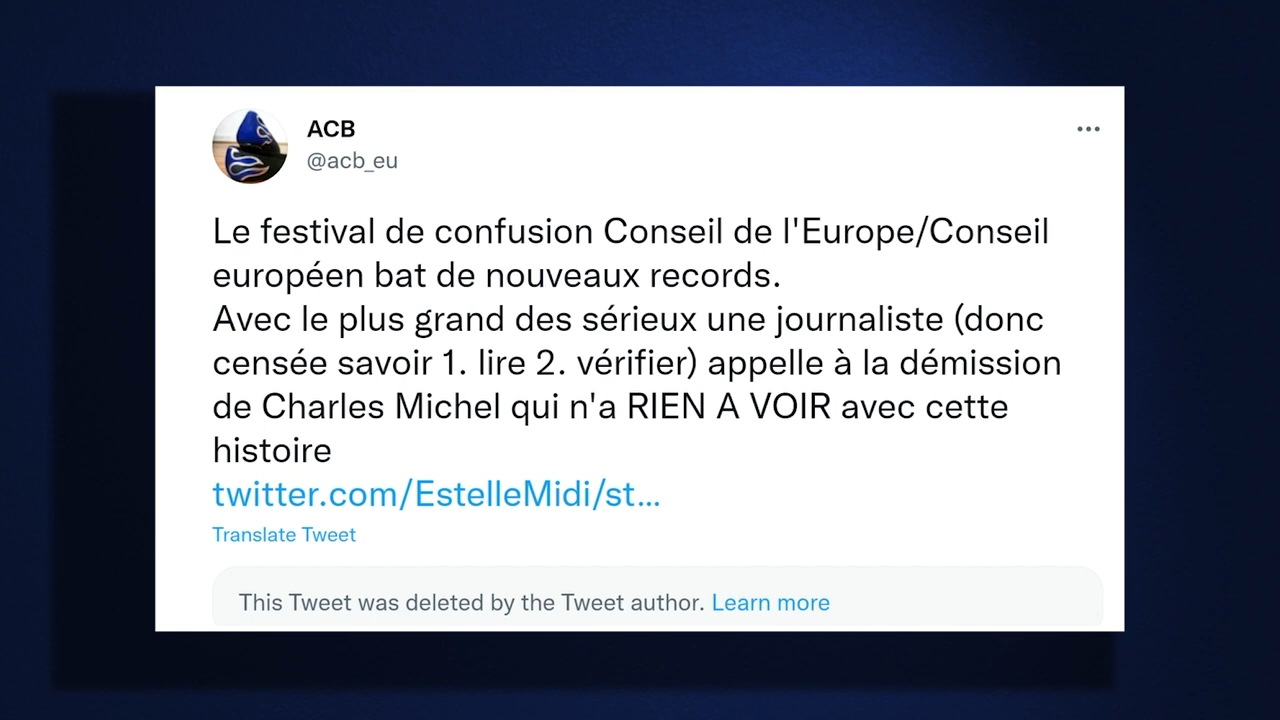 ACB
@acb_eu
Le festival de confusion Conseil de l'Europe/Conseil
européen bat de nouveaux records.
Avec le plus grand des sérieux une journaliste (donc
censée savoir 1. lire 2. vérifier) appelle à la démission
de Charles Michel qui n'a RIEN A VOIR avec cette
histoire
twitter.com/EstelleMidi/st...
Translate Tweet
This Tweet was deleted by the Tweet author. Learn more